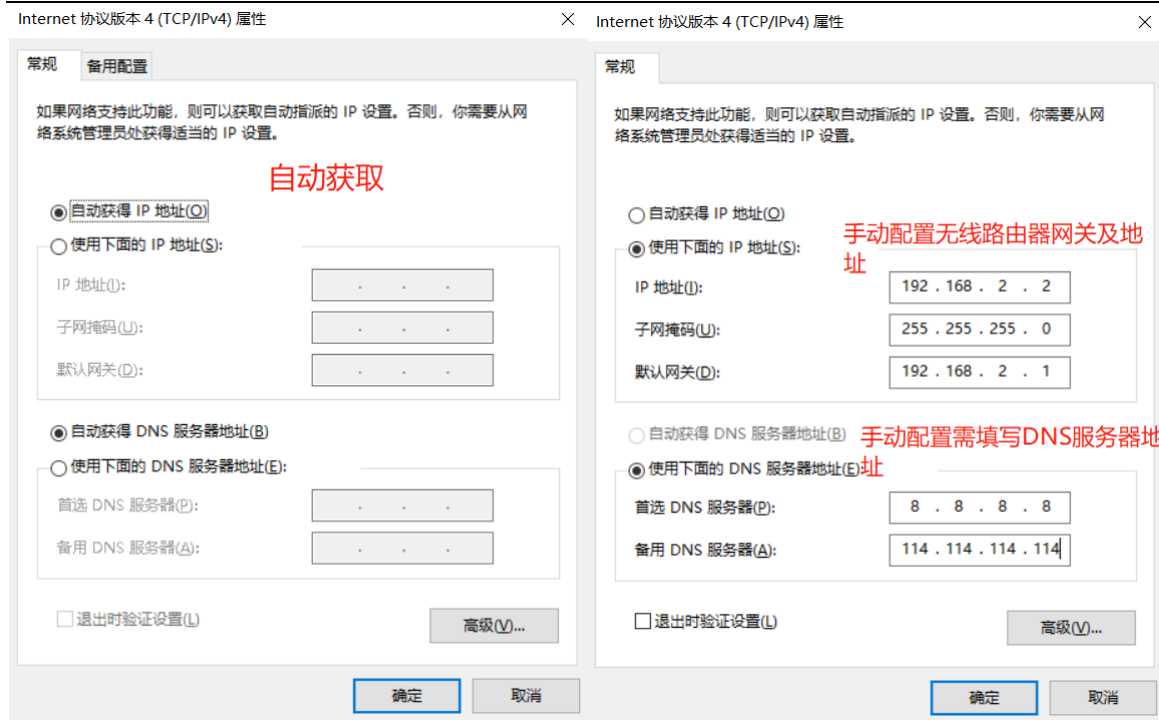 Internet 协议版本 4 (TCP/IPv4) 属性
常规
备用配置
如果网络支持此功能，则可以获取自动指派的 IP 设置。否则，你需要从网
络系统管理员处获得适当的 IP 设置。
自动获取
自动获得 IP 地址(O)
使用下面的 IP 地址(S):
IP 地址(I):
子网掩码(U):
默认网关(D):
自动获得 DNS 服务器地址(B)
使用下面的 DNS 服务器地址(E):
首选 DNS 服务器(P):
备用 DNS 服务器(A):
退出时验证设置(L)
高级(V)...
确定
取消
Internet 协议版本 4 (TCP/IPv4) 属性
常规
如果网络支持此功能，则可以获取自动指派的 IP 设置。否则，你需要从网
络系统管理员处获得适当的 IP 设置。
自动获得 IP 地址(O)
手动配置无线路由器网关及地
址
使用下面的 IP 地址(S):
IP 地址(I):
192 . 168 . 2 . 2
子网掩码(U):
255 . 255 . 255 . 0
默认网关(D):
192 . 168 . 2 . 1
自动获得 DNS 服务器地址(B)
手动配置需填写DNS服务器地
址
使用下面的 DNS 服务器地址(E):
首选 DNS 服务器(P):
8 . 8 . 8 . 8
备用 DNS 服务器(A):
114 . 114 . 114 . 114
退出时验证设置(L)
高级(V)...
确定
取消